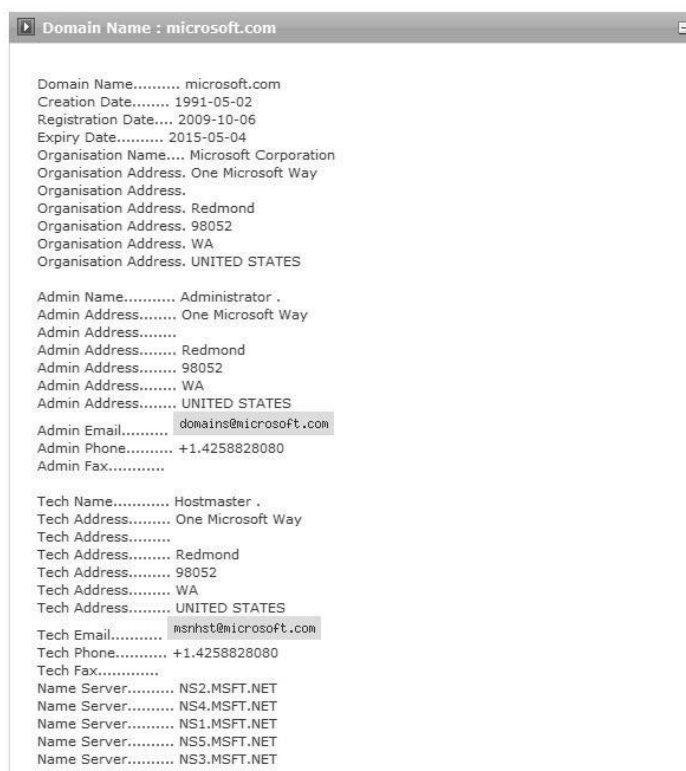 Domain Name : microsoft.com
Domain Name.......... microsoft.com
Creation Date........ 1991-05-02
Registration Date.... 2009-10-06
Expiry Date.......... 2015-05-04
Organisation Name.... Microsoft Corporation
Organisation Address. One Microsoft Way
Organisation Address.
Organisation Address. Redmond
Organisation Address. 98052
Organisation Address. WA
Organisation Address. UNITED STATES
Admin Name........... Administrator .
Admin Address........ One Microsoft Way
Admin Address........
Admin Address........ Redmond
Admin Address........ 98052
Admin Address........ WA
Admin Address........ UNITED STATES
Admin Email.......... domains@microsoft.com
Admin Phone.......... +1.4258828080
Admin Fax............
Tech Name............ Hostmaster .
Tech Address......... One Microsoft Way
Tech Address.........
Tech Address......... Redmond
Tech Address......... 98052
Tech Address......... WA
Tech Address......... UNITED STATES
Tech Email........... msnhst@microsoft.com
Tech Phone........... +1.4258828080
Tech Fax.............
Name Server.......... NS2.MSFT.NET
Name Server.......... NS4.MSFT.NET
Name Server.......... NS1.MSFT.NET
Name Server.......... NS5.MSFT.NET
Name Server.......... NS3.MSFT.NET